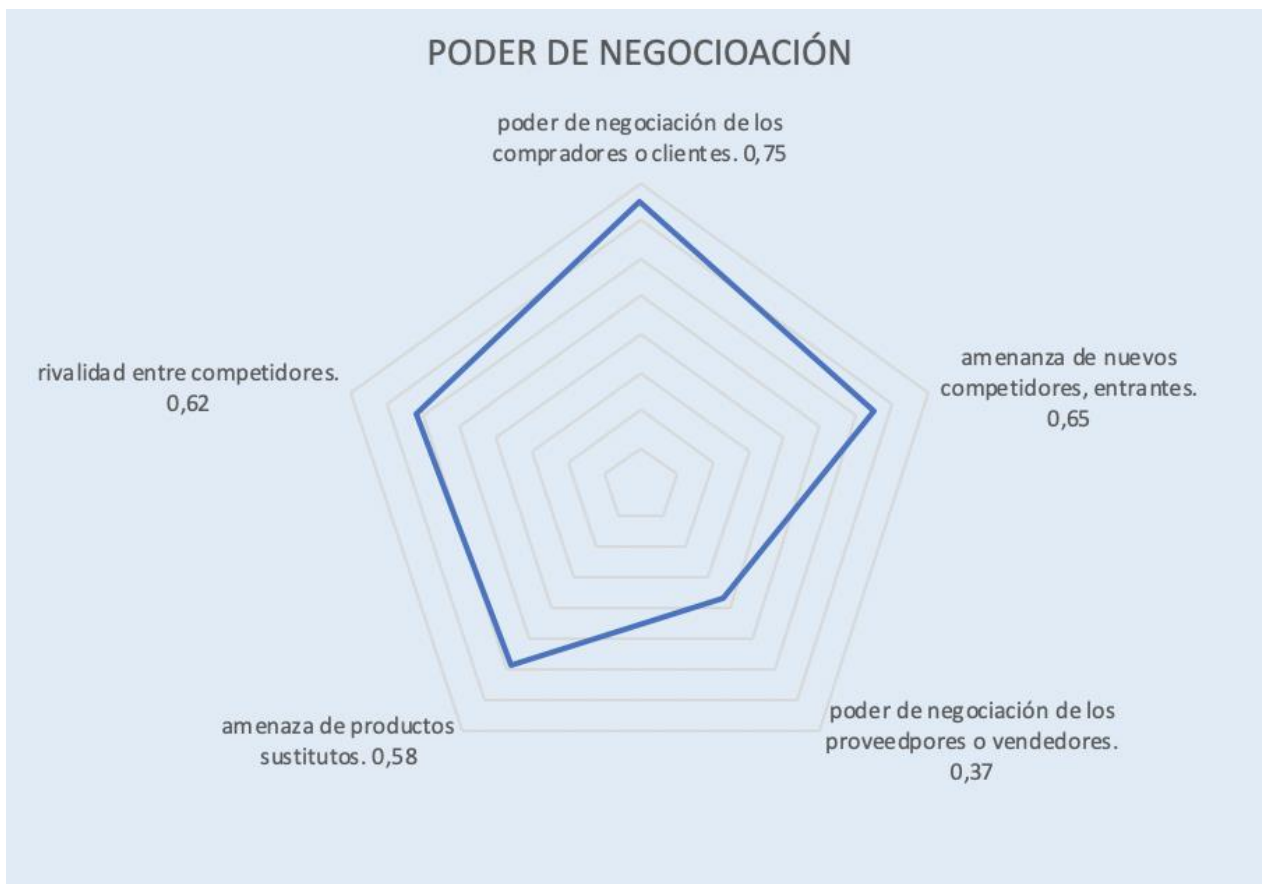 PODER DE NEGOCIOACIÓN
poder de negociación de los
compradores o clientes. 0,75
amenanza de nuevos
competidores, entrantes.
0,65
poder de negociación de los
proveedpores o vendedores.
0,37
amenaza de productos
sustitutos. 0,58
rivalidad entre competidores.
0,62